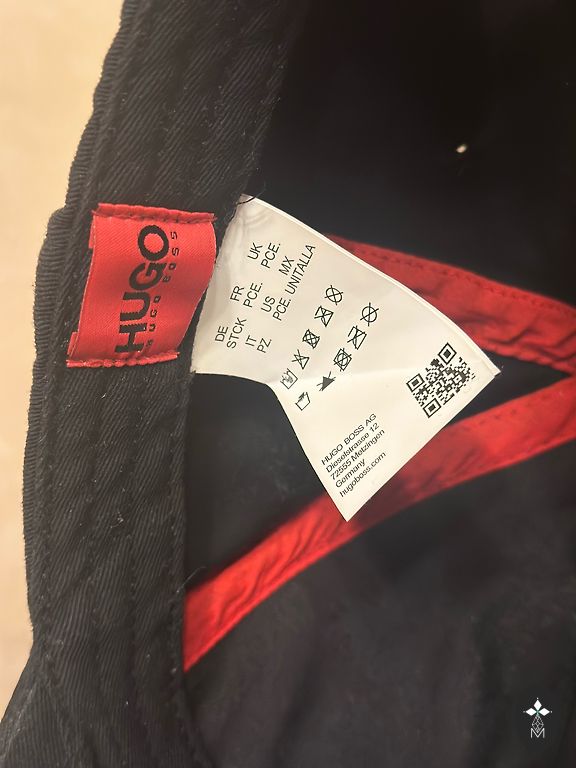 HUGO
HUGO BOSS
DE FR UK
STCK PCE. PCE.
IT US MX
PZ PCE. UNITALLA
HUGO BOSS AG
Dieselstrasse 12
72555 Metzingen
Germany
hugoboss.com
M